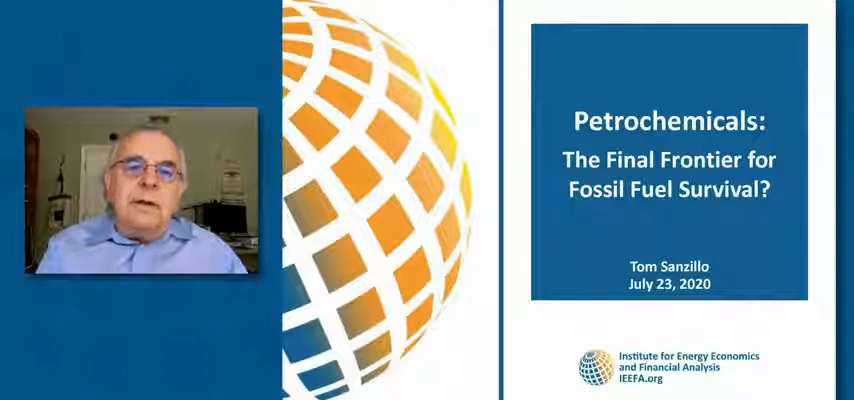 Petrochemicals:
The Final Frontier for
Fossil Fuel Survival?
Tom Sanzillo
July 23, 2020
Institute for Energy Economics
and Financial Analysis
IEEFA.org